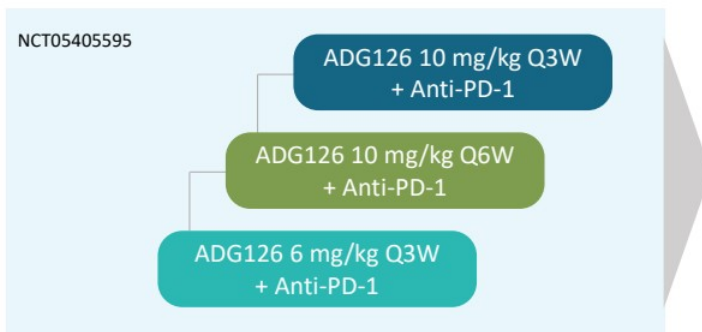 NCT05405595
ADG126 10 mg/kg Q3W
+ Anti-PD-1
ADG126 10 mg/kg Q6W
+ Anti-PD-1
ADG126 6 mg/kg Q3W
+ Anti-PD-1